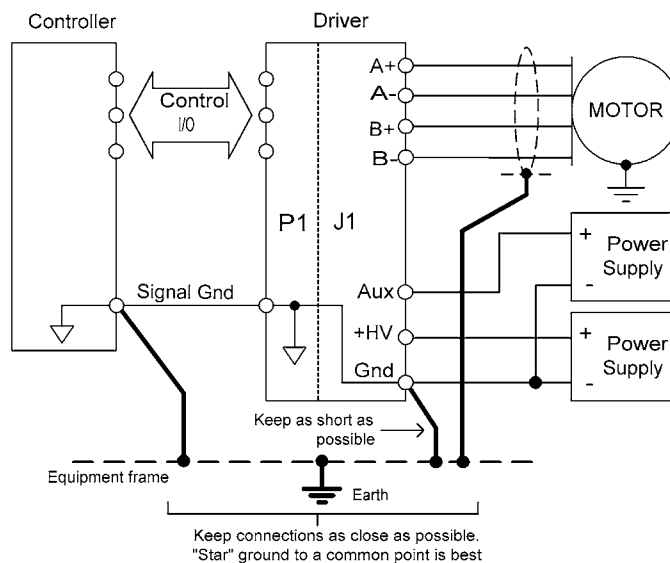 Controller
Driver
Control
I/O
A+
A-
B+
B-
MOTOR
P1
J1
+
Power
Supply
-
Signal Gnd
Aux
+HV
+
Power
Supply
-
Gnd
Keep as short as
possible
Equipment frame
Earth
Keep connections as close as possible.
"Star" ground to a common point is best